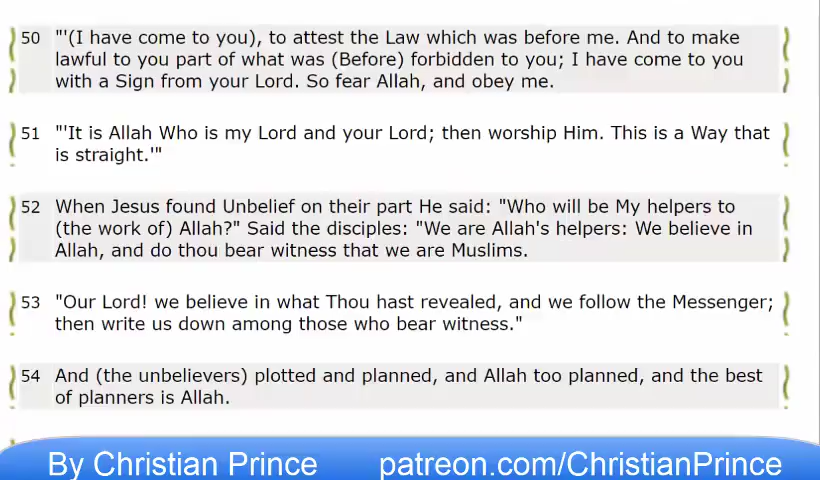 50 "'(I have come to you), to attest the Law which was before me. And to make
lawful to you part of what was (Before) forbidden to you; I have come to you
with a Sign from your Lord. So fear Allah, and obey me.
51 "'It is Allah Who is my Lord and your Lord; then worship Him. This is a Way that
is straight.'"
52 When Jesus found Unbelief on their part He said: "Who will be My helpers to
(the work of) Allah?" Said the disciples: "We are Allah's helpers: We believe in
Allah, and do thou bear witness that we are Muslims.
53 "Our Lord! we believe in what Thou hast revealed, and we follow the Messenger;
then write us down among those who bear witness."
54 And (the unbelievers) plotted and planned, and Allah too planned, and the best
of planners is Allah.
By Christian Prince patreon.com/ChristianPrince